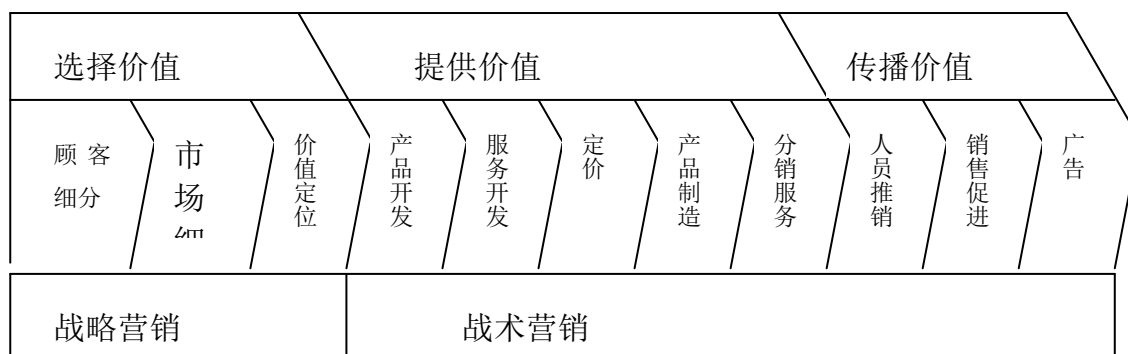 选择价值 提供价值 传播价值
顾客
细分
市场
价值定位
产品开发
服务开发
定价
产品制造
分销服务
人员推销
销售促进
广告
战略营销 战术营销